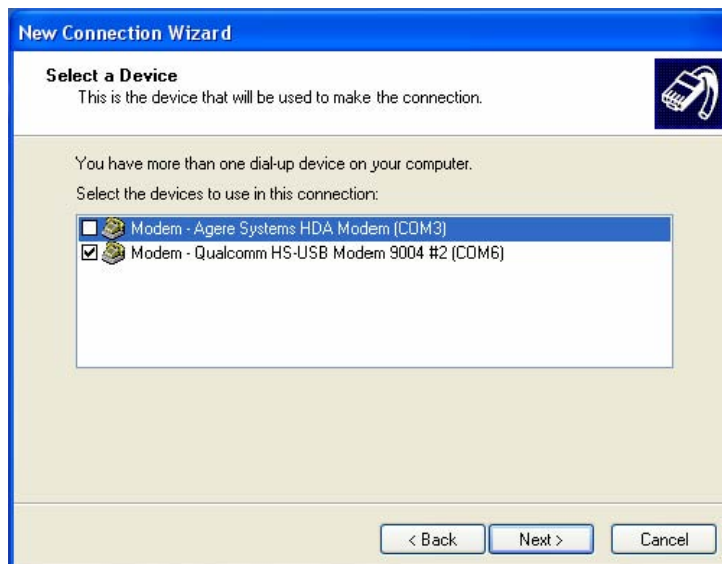 New Connection Wizard
Select a Device
This is the device that will be used to make the connection.
You have more than one dial-up device on your computer.
Select the devices to use in this connection:
Modem - Agere Systems HDA Modem (COM3)
Modem - Qualcomm HS-USB Modem 9004 #2 (COM6)
< Back
Next >
Cancel